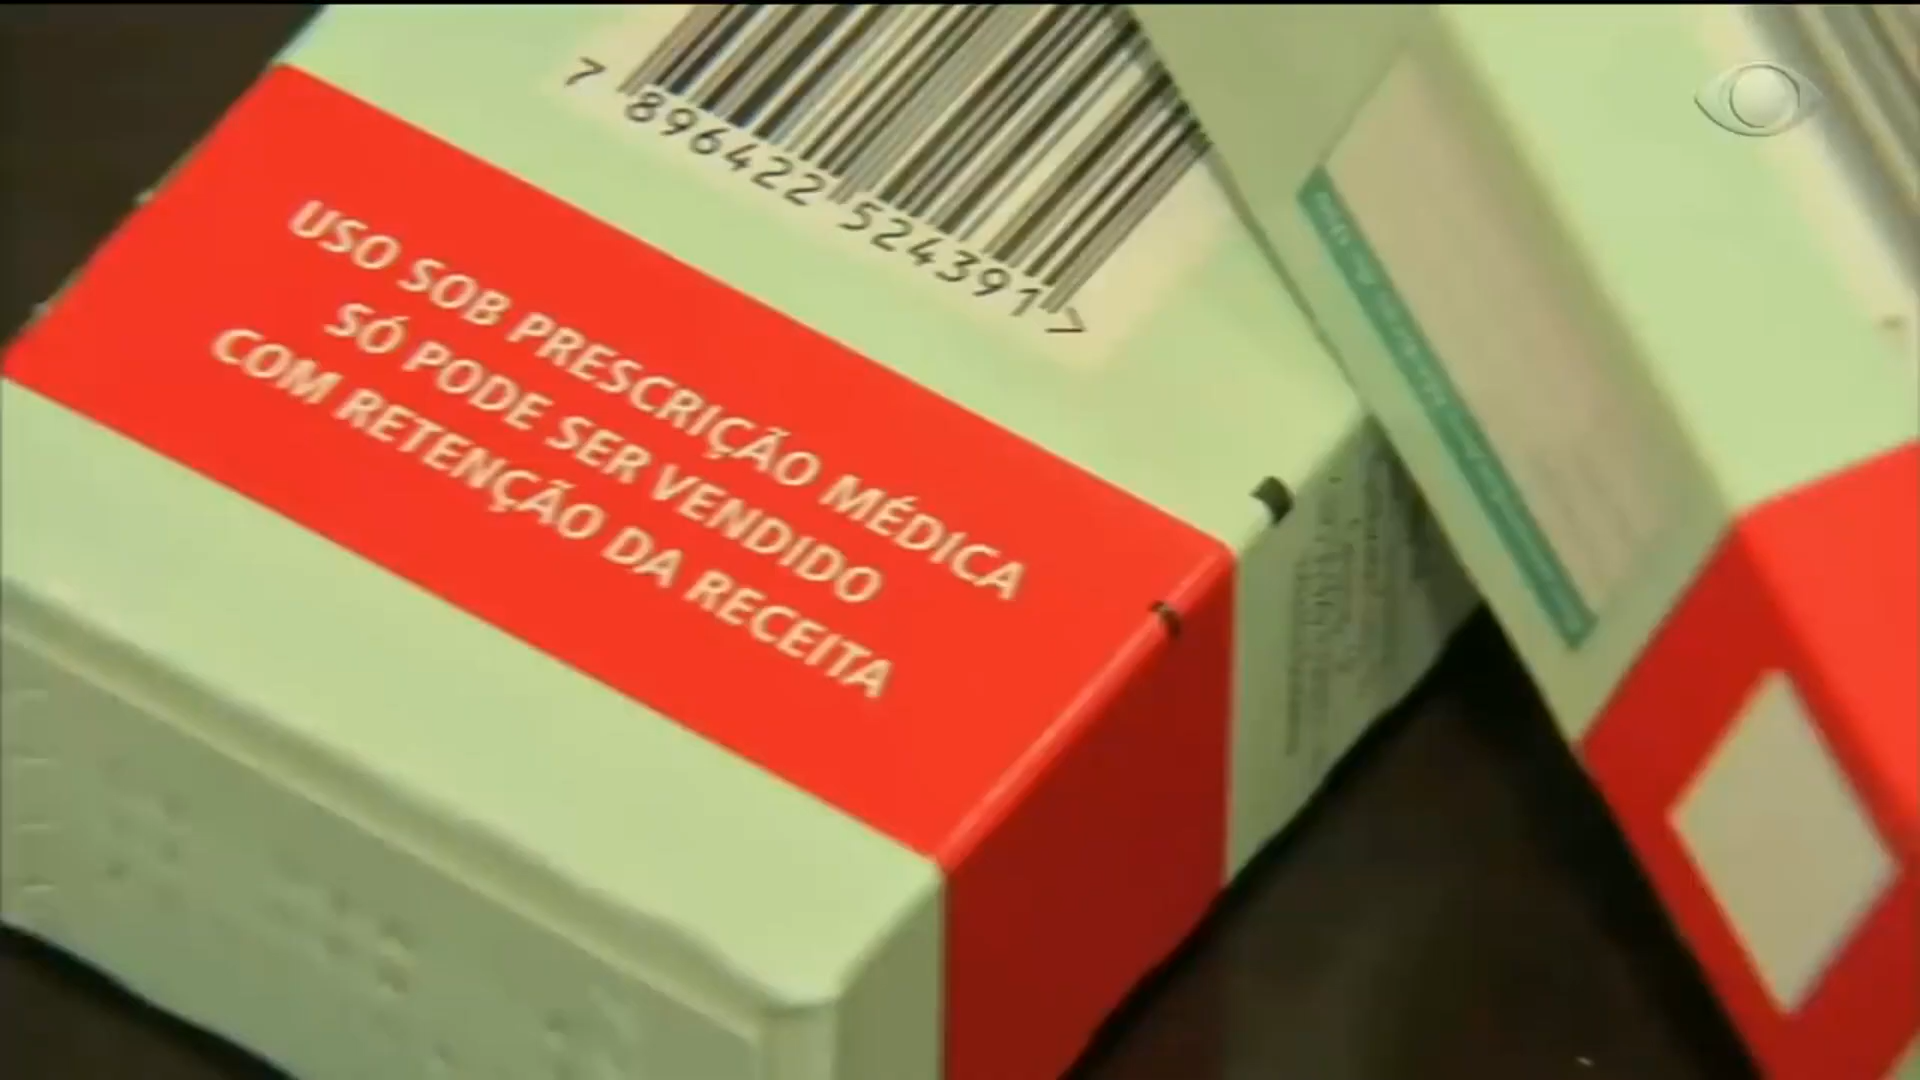 7 896422 524391 >
USO SOB PRESCRIÇÃO MÉDICA
SÓ PODE SER VENDIDO
COM RETENÇÃO DA RECEITA